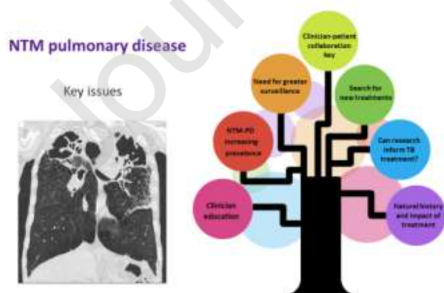 NTM pulmonary disease
Key issues
Clinician-patient
collaboration
key
Need for greater
surveillance
Search for
new treatments
NTM-PD
increasing
prevalence
Can research
inform TB
treatment?
Clinician
education
Natural history
and impact of
treatment